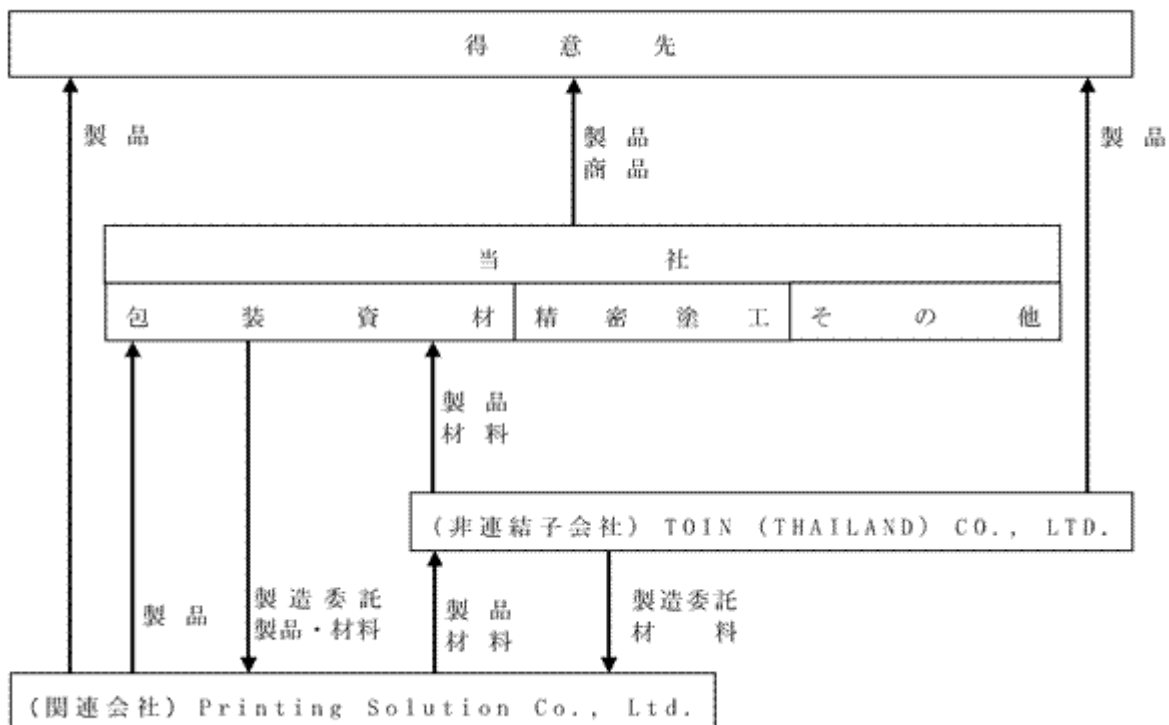 得意先
製品
製品
商品
製品
当社
包装資材
精密塗工
その他
製品
材料
(非連結子会社) TOIN (THAILAND) CO., LTD.
製品
製造委託
製品・材料
製品
材料
製造委託
材料
(関連会社) Printing Solution Co., Ltd.